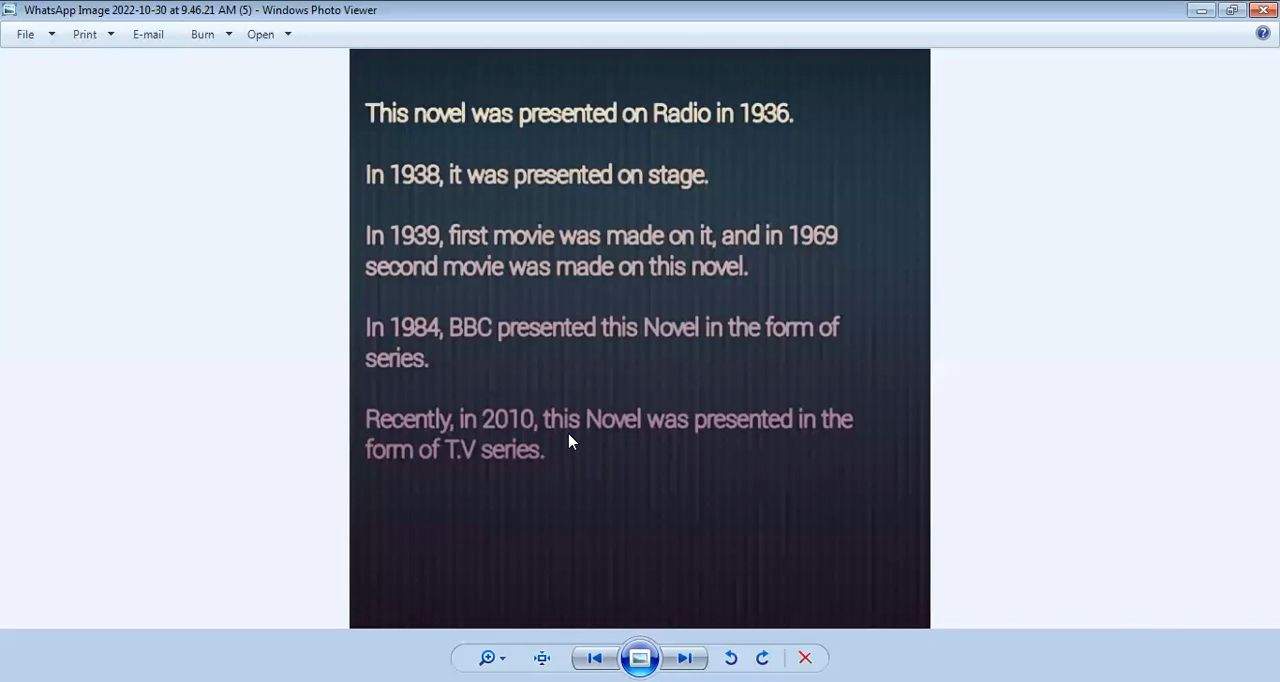 WhatsApp Image 2022-10-30 at 9.46.21 AM (5) - Windows Photo Viewer
File Print E-mail Burn Open
This novel was presented on Radio in 1936.
In 1938, it was presented on stage.
In 1939, first movie was made on it, and in 1969
second movie was made on this novel.
In 1984, BBC presented this Novel in the form of
series.
Recently, in 2010, this Novel was presented in the
form of T.V series.